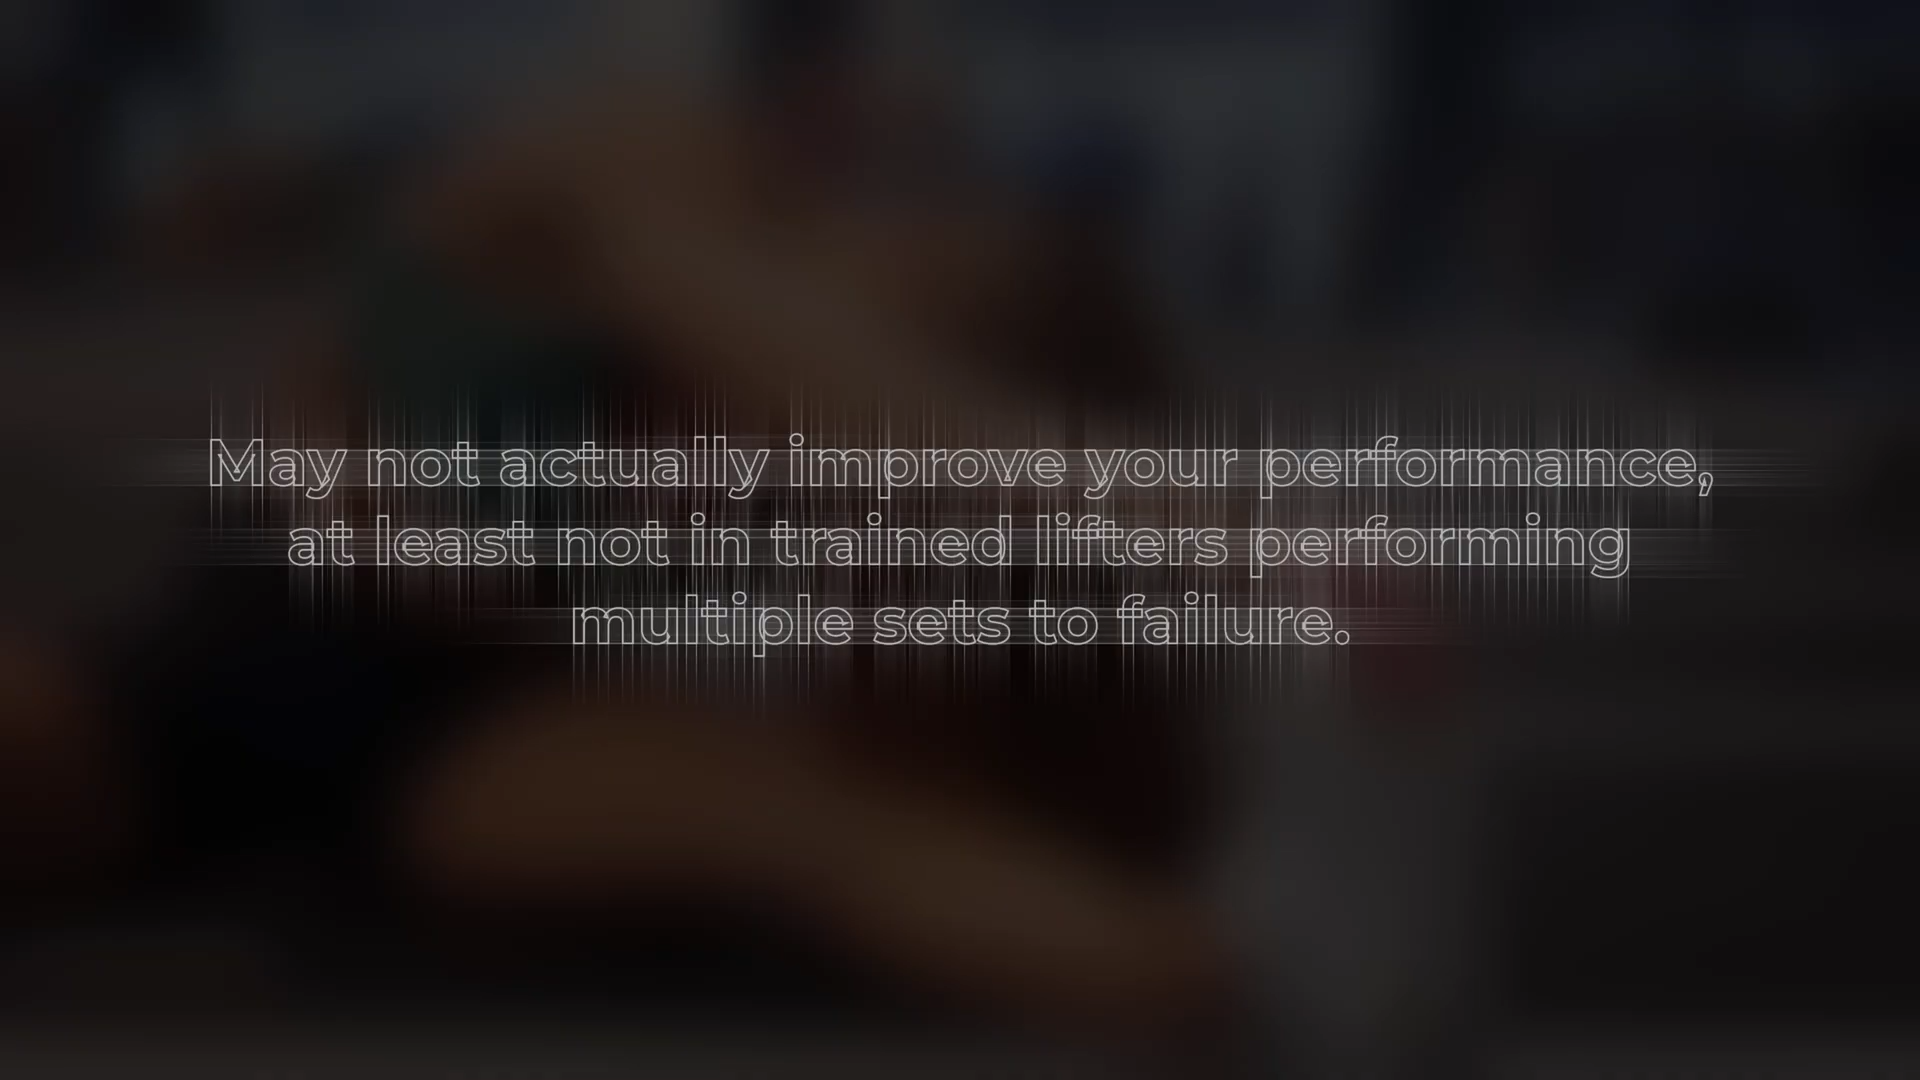 May not actually improve your performance,
at least not in trained lifters performing
multiple sets to failure.